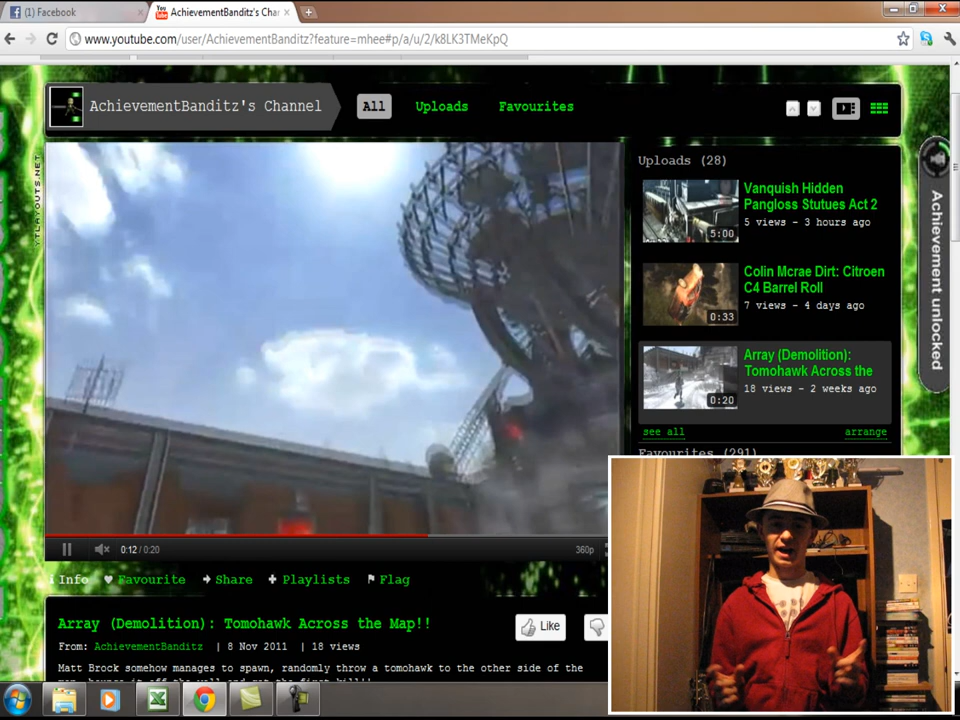 (1) Facebook
You Tube
AchievementBanditz's Char
www.youtube.com/user/AchievementBanditz?feature=mhee#p/a/u/2/k8LK3TMeKpQ
AchievementBanditz's Channel
All
Uploads
Favourites
YTLAYOUTS.NET
Achievement unlocked
Uploads (28)
Vanquish Hidden
Pangloss Statues Act 2
5 views - 3 hours ago
5:00
Colin Mcrae Dirt: Citroen
C4 Barrel Roll
7 views - 4 days ago
0:33
Array (Demolition):
Tomohawk Across the
18 views - 2 weeks ago
0:20
see all
arrange
Favourites (291)
0:12 / 0:20
360p
Info
Favourite
Share
Playlists
Flag
Array (Demolition): Tomohawk Across the Map!!
Like
From: AchievementBanditz | 8 Nov 2011 | 18 views
Matt Brock somehow manages to spawn, randomly throw a tomohawk to the other side of the